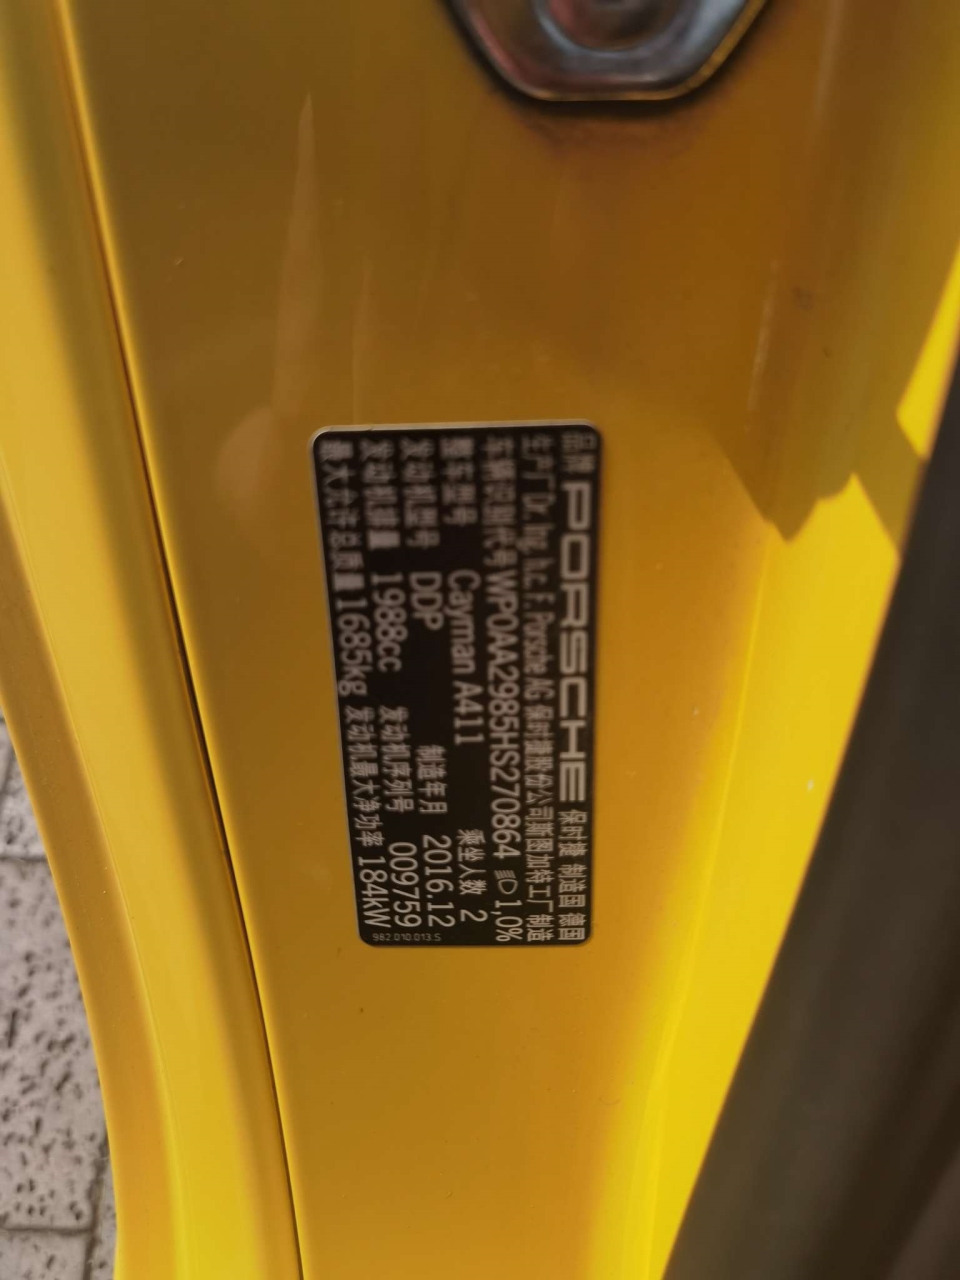 品牌 PORSCHE 保时捷 制造国 德国
生产厂 Dr. Ing. h.c. F. Porsche AG 保时捷股份公司斯图加特工厂制造
车辆识别代号 WP0AA2985HS270864 1,0%
整车型号 Cayman A411 乘坐人数 2
发动机型号 DDP 制造年月 2016.12
发动机排量 1988cc 发动机序列号 009759
最大允许总质量 1685kg 发动机最大净功率 184kW
982.010.013.S